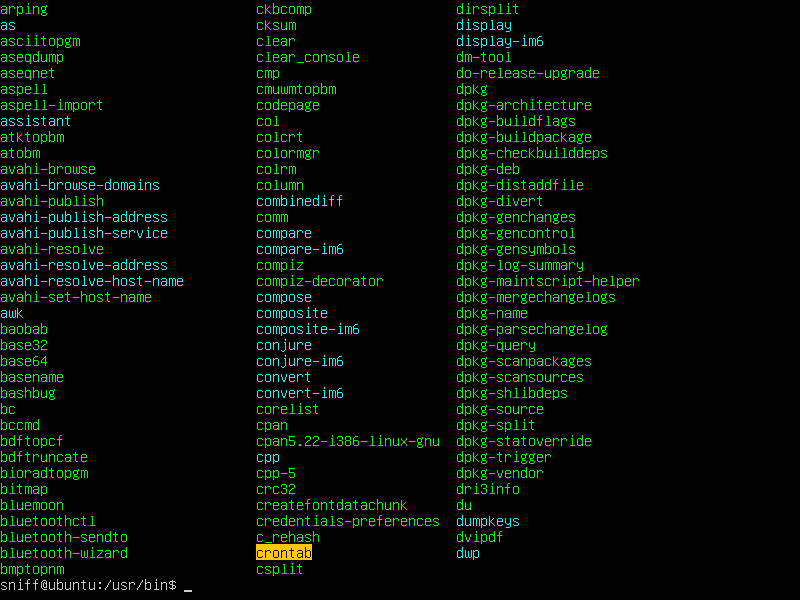 arping ckbcomp dirsplit
as cksum display
asciitopgm clear display-im6
aseqdump clear_console dm-tool
aseqnet cmp do-release-upgrade
aspell cmuwmtopbm dpkg
aspell-import codepage dpkg-architecture
assistant col dpkg-buildflags
atktopbm colcrt dpkg-buildpackage
atobm colormgr dpkg-checkbuilddeps
avahi-browse colrm dpkg-deb
avahi-browse-domains column dpkg-distaddfile
avahi-publish combinediff dpkg-divert
avahi-publish-address comm dpkg-genchanges
avahi-publish-service compare dpkg-gencontrol
avahi-resolve compare-im6 dpkg-gensymbols
avahi-resolve-address compiz dpkg-log-summary
avahi-resolve-host-name compiz-decorator dpkg-maintscript-helper
avahi-set-host-name compose dpkg-mergechangelogs
awk composite dpkg-name
baobab composite-im6 dpkg-parsechangelog
base32 conjure dpkg-query
base64 conjure-im6 dpkg-scanpackages
basename convert dpkg-scansources
bashbug convert-im6 dpkg-shlibdeps
bc corelist dpkg-source
bccmd cpan dpkg-split
bdftopcf cpan5.22-i386-linux-gnu dpkg-statoverride
bdftruncate cpp dpkg-trigger
bioradtopgm cpp-5 dpkg-vendor
bitmap crc32 dri3info
bluemoon createfontdatachunk du
bluetoothctl credentials-preferences dumpkeys
bluetooth-sendto c_rehash dvipdf
bluetooth-wizard crontab dwp
bmptopnm csplit
sniff@ubuntu:/usr/bin$ _